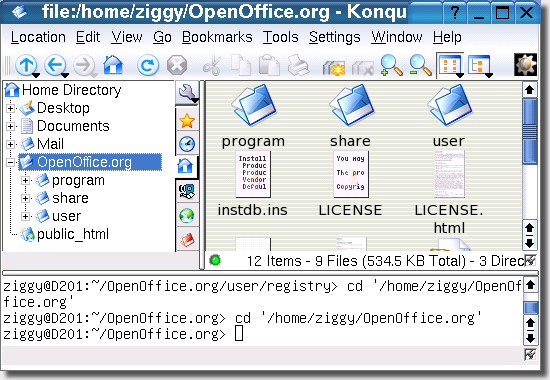 file:/home/ziggy/OpenOffice.org - Konqu
Location Edit View Go Bookmarks Tools Settings Window Help
Home Directory
Desktop
Documents
Mail
OpenOffice.org
program
share
user
public_html
program share user
Install
Produc
Produc
Vendor
Defaul
You may
The pro
Copyrig
instdb.ins LICENSE LICENSE.
html
12 Items - 9 Files (534.5 KB Total) - 3 Direc
ziggy@D201:~/OpenOffice.org/user/registry> cd '/home/ziggy/OpenOf
fice.org'
ziggy@D201:~/OpenOffice.org> cd '/home/ziggy/OpenOffice.org'
ziggy@D201:~/OpenOffice.org>